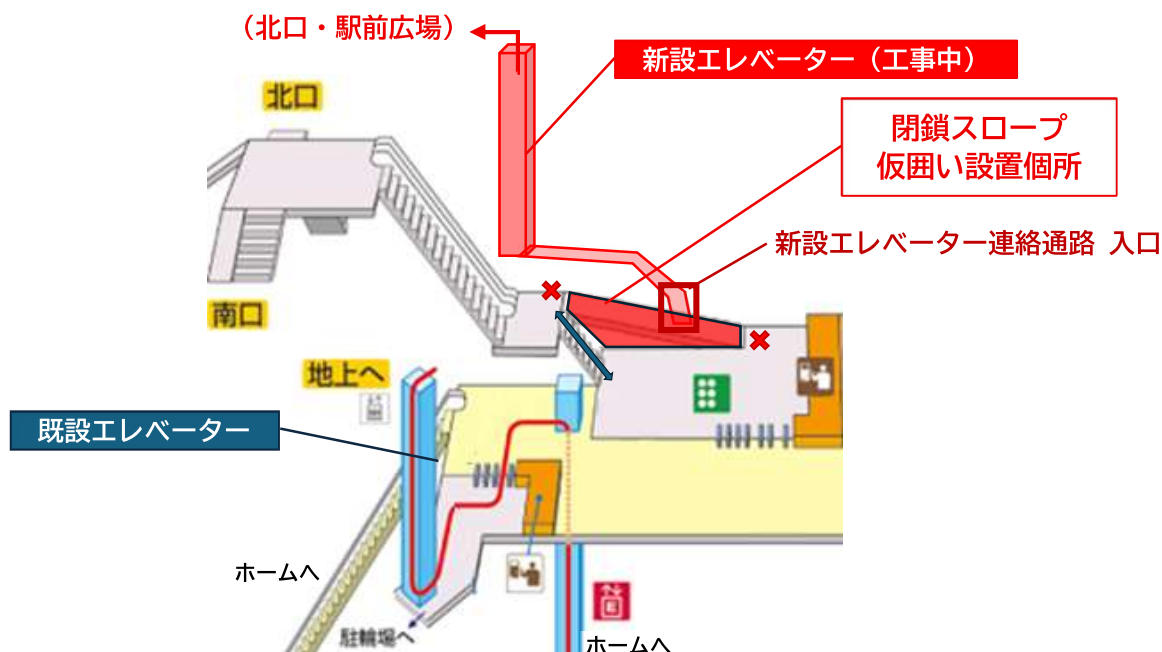 （北口・駅前広場）
新設エレベーター（工事中）
北口
閉鎖スロープ
仮囲い設置個所
新設エレベーター連絡通路 入口
南口
地上へ
既設エレベーター
ホームへ
E
駐輪場へ
ホームへ